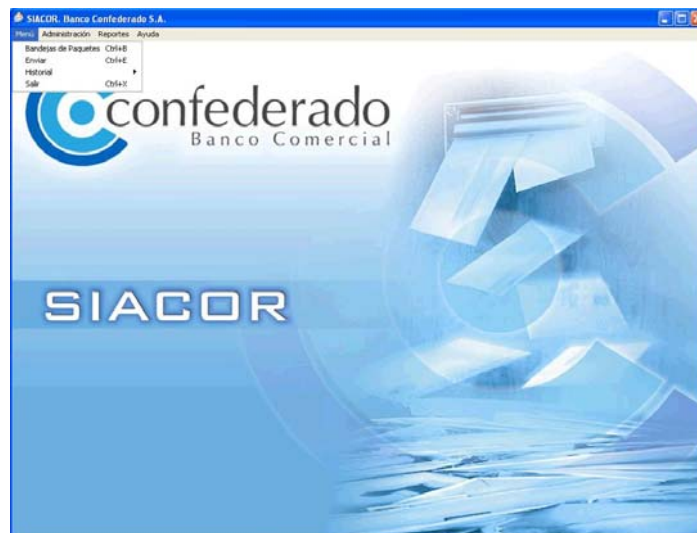 SIACOR. Banco Confederado S.A.
Menú Administración Reportes Ayuda
Bandejas de Paquetes Ctrl+B
Enviar Ctrl+E
Historial
Salir Ctrl+X
confederado
Banco Comercial
SIACOR